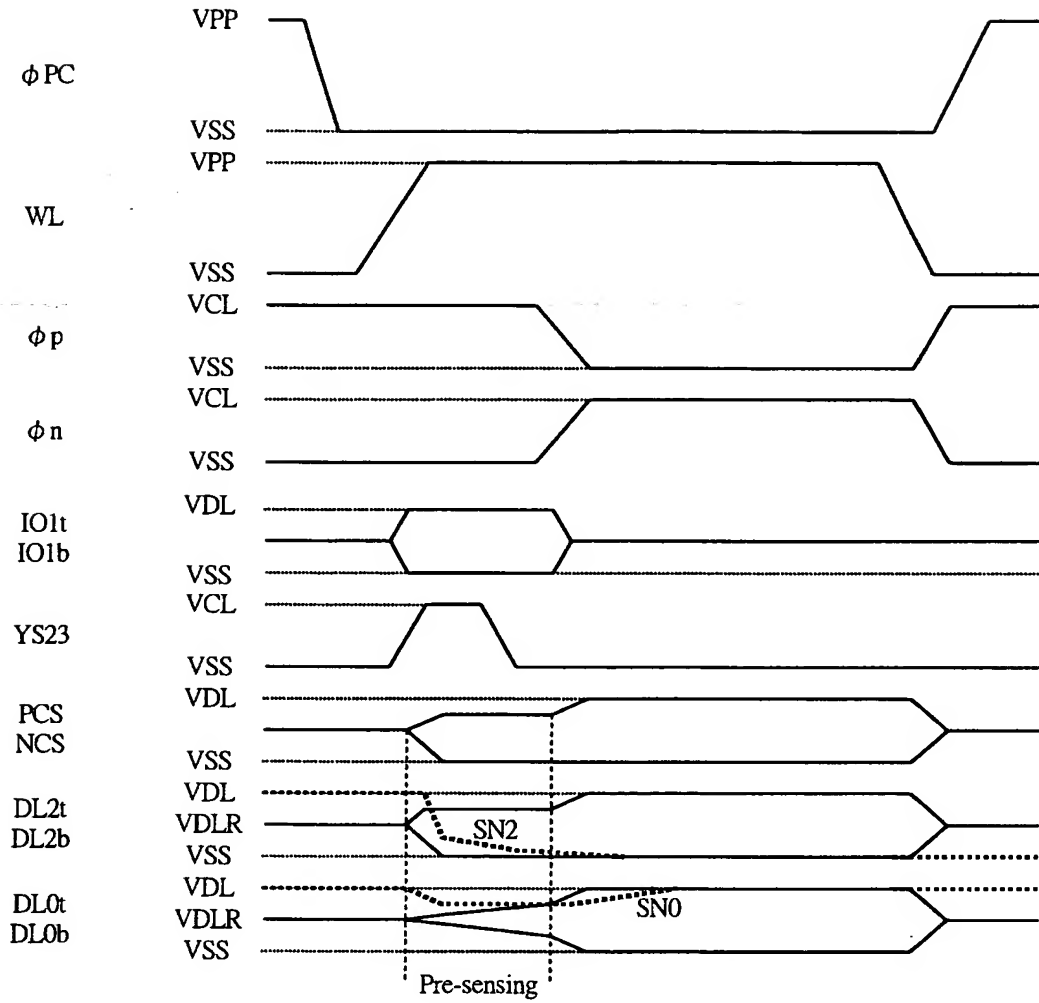 VPP
ϕPC
VSS
VPP
WL
VSS
VCL
ϕp
VSS
VCL
ϕn
VSS
VDL
IO1t
IO1b
VSS
VCL
YS23
VSS
VDL
PCS
NCS
VSS
VDL
DL2t
VDLR
SN2
DL2b
VSS
VDL
DL0t
SN0
VDLR
DL0b
VSS
Pre-sensing